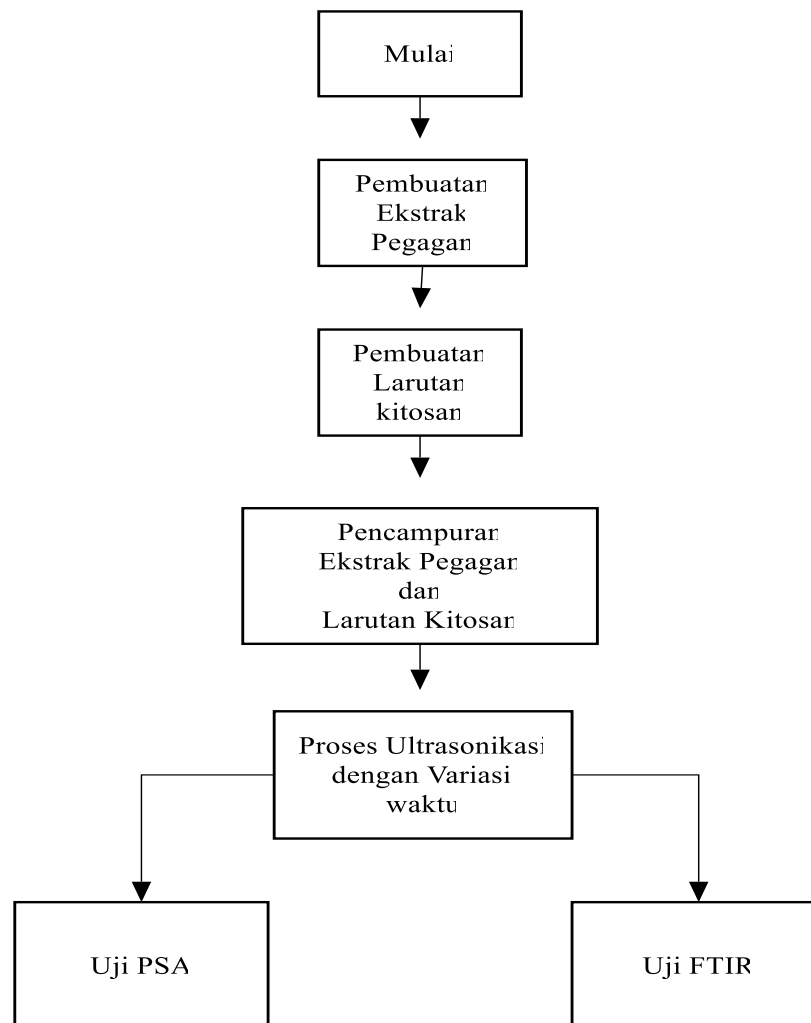 Mulai
Pembuatan
Ekstrak
Pegagan
Pembuatan
Larutan
kitosan
Pencampuran
Ekstrak Pegagan
dan
Larutan Kitosan
Proses Ultrasonikasi
dengan Variasi
waktu
Uji PSA
Uji FTIR